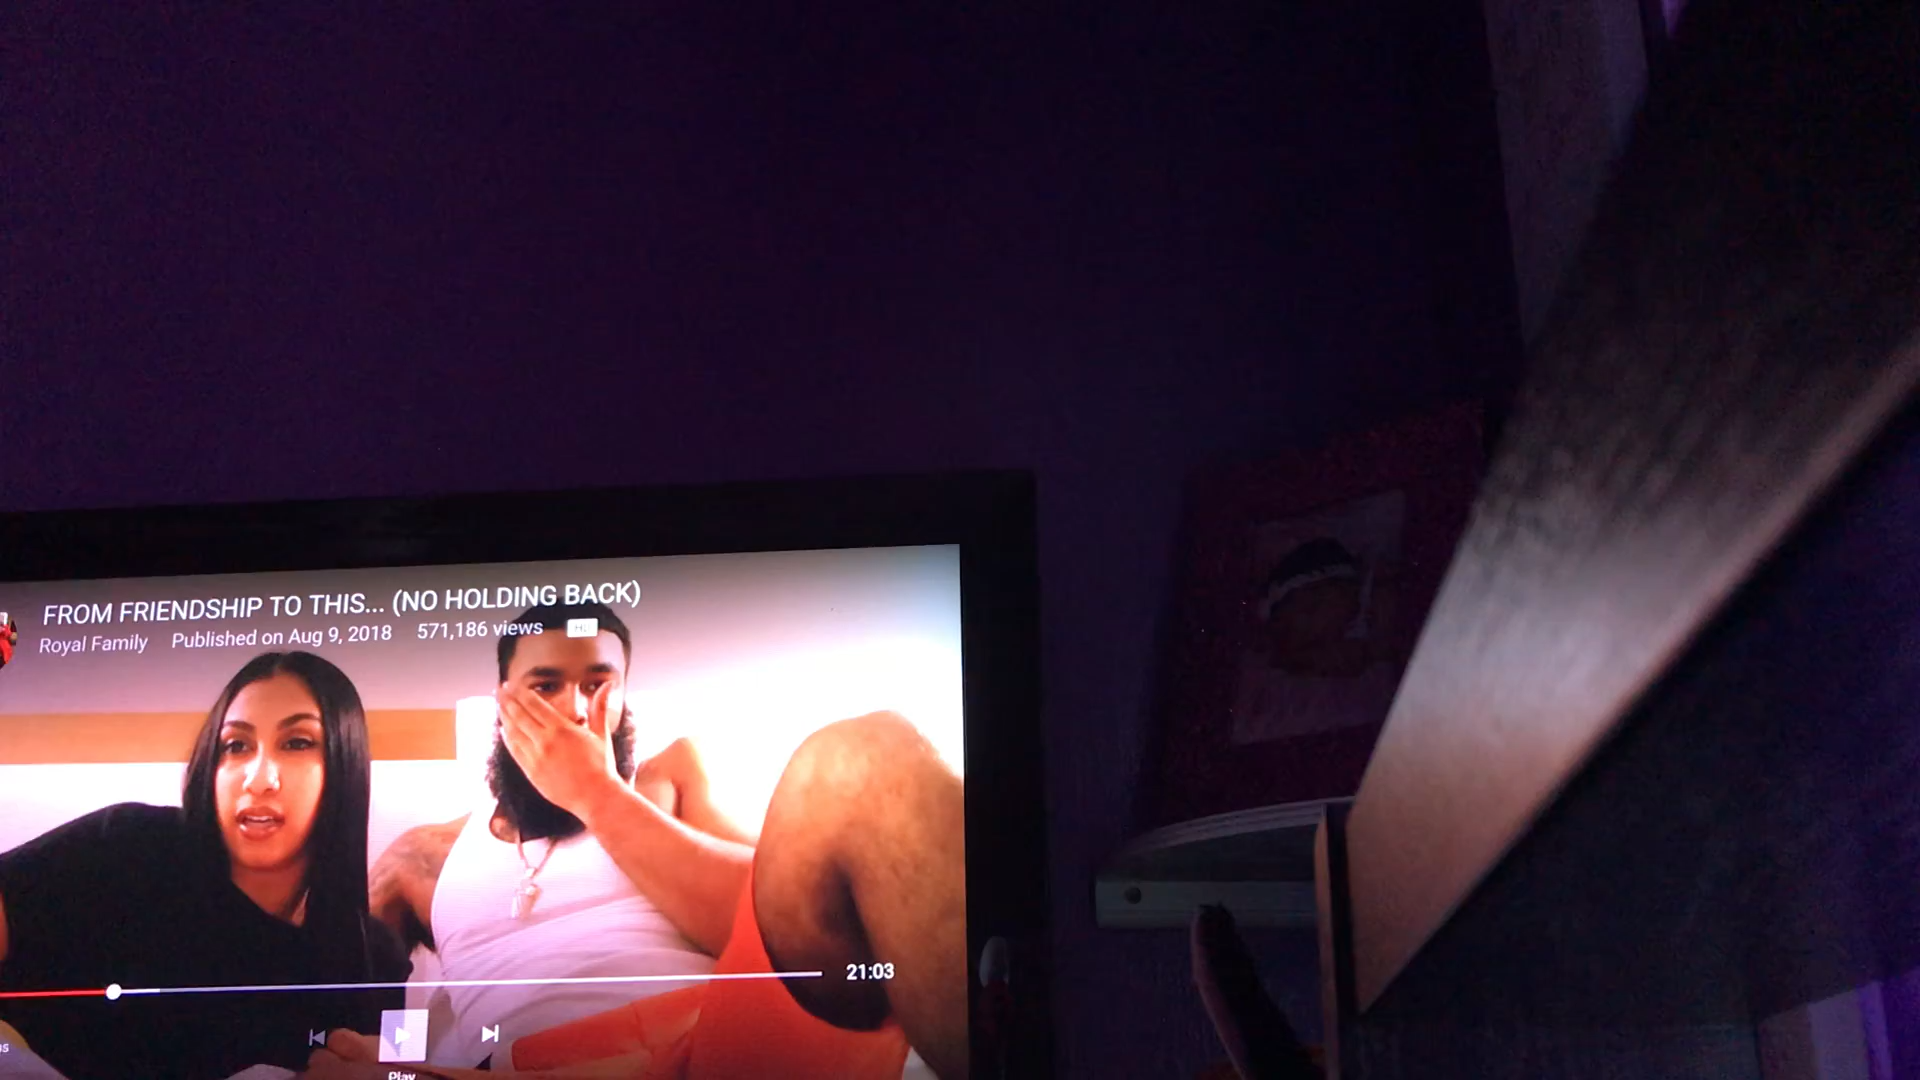 FROM FRIENDSHIP TO THIS... (NO HOLDING BACK)
Royal Family Published on Aug 9, 2018 571,186 views HD
21:03
Play